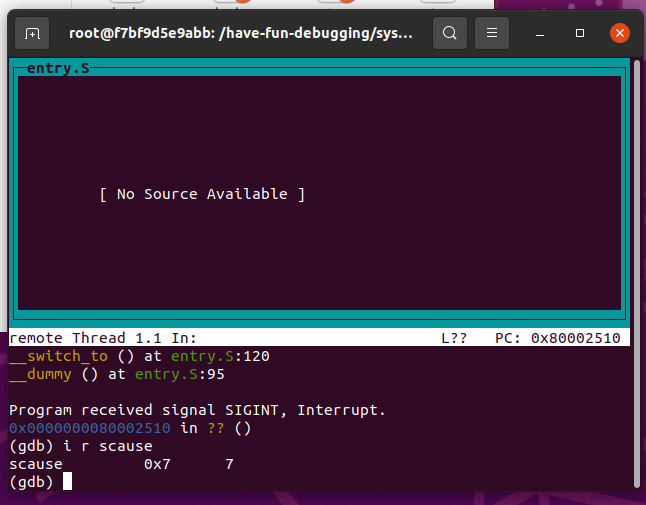 root@f7bf9d5e9abb: /have-fun-debugging/sys...
entry.S
[ No Source Available ]
remote Thread 1.1 In: L?? PC: 0x80002510
__switch_to () at entry.S:120
__dummy () at entry.S:95
Program received signal SIGINT, Interrupt.
0x0000000080002510 in ?? ()
(gdb) i r scause
scause 0x7 7
(gdb)